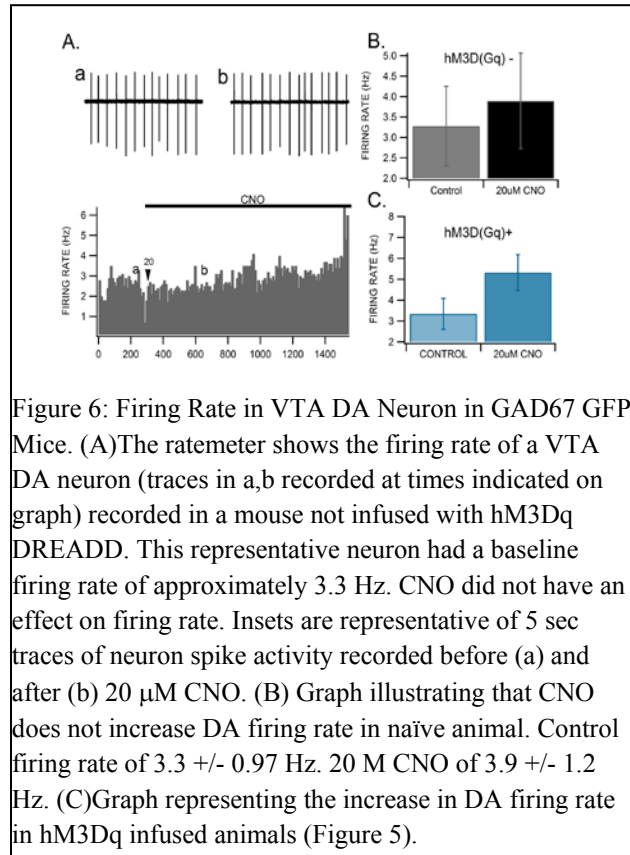 A.
a
b
CNO
FIRING RATE (Hz)
6
5
4
3
2
1
a
20
b
0
200
400
600
800
1000
1200
1400
B.
hM3D(Gq) -
FIRING RATE (Hz)
5.0
4.5
4.0
3.5
3.0
2.5
2.0
Control
20uM CNO
C.
hM3D(Gq)+
FIRING RATE (Hz)
8
7
6
5
4
3
2
CONTROL
20uM CNO
Figure 6: Firing Rate in VTA DA Neuron in GAD67 GFP
Mice. (A)The ratemeter shows the firing rate of a VTA
DA neuron (traces in a,b recorded at times indicated on
graph) recorded in a mouse not infused with hM3Dq
DREADD. This representative neuron had a baseline
firing rate of approximately 3.3 Hz. CNO did not have an
effect on firing rate. Insets are representative of 5 sec
traces of neuron spike activity recorded before (a) and
after (b) 20 μM CNO. (B) Graph illustrating that CNO
does not increase DA firing rate in naïve animal. Control
firing rate of 3.3 +/- 0.97 Hz. 20 M CNO of 3.9 +/- 1.2
Hz. (C)Graph representing the increase in DA firing rate
in hM3Dq infused animals (Figure 5).